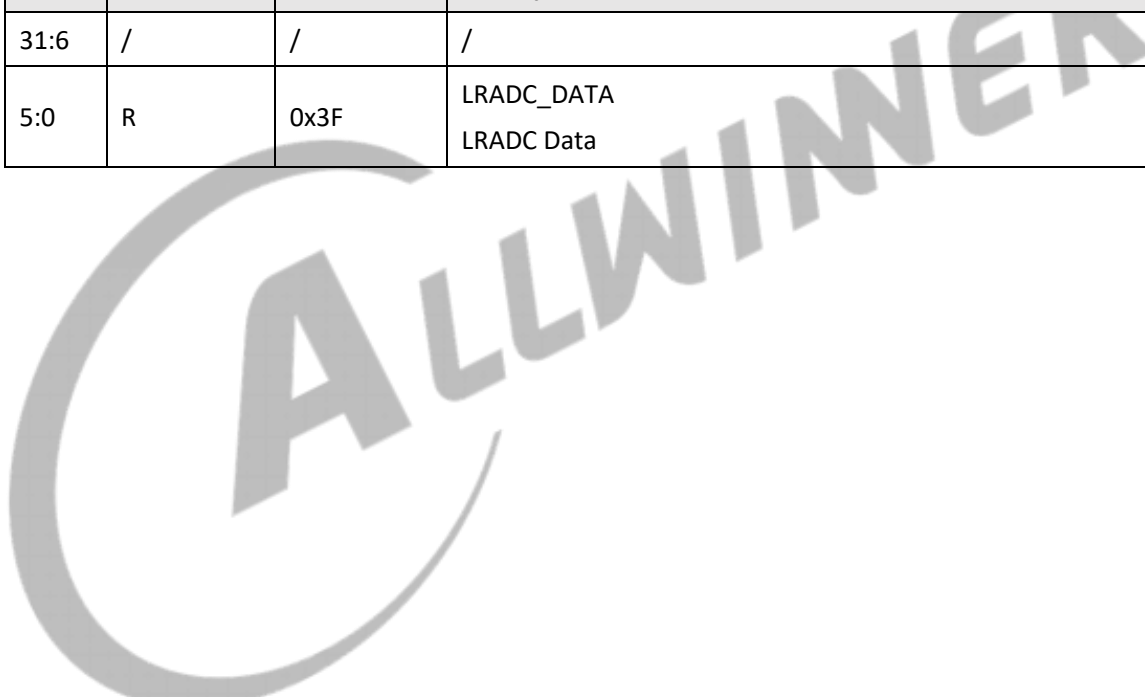 31:6 / / /
5:0 R 0x3F LRADC_DATA
LRADC Data
ALLWINNER